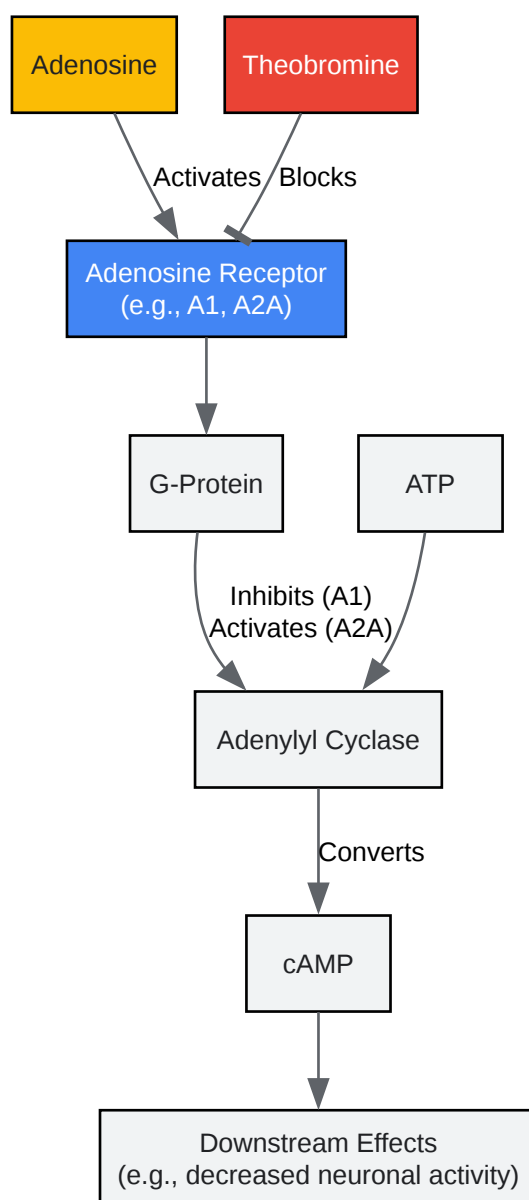 Adenosine
Theobromine
Activates
Blocks
Adenosine Receptor
(e.g., A1, A2A)
G-Protein
ATP
Inhibits (A1)
Activates (A2A)
Adenylyl Cyclase
Converts
cAMP
Downstream Effects
(e.g., decreased neuronal activity)